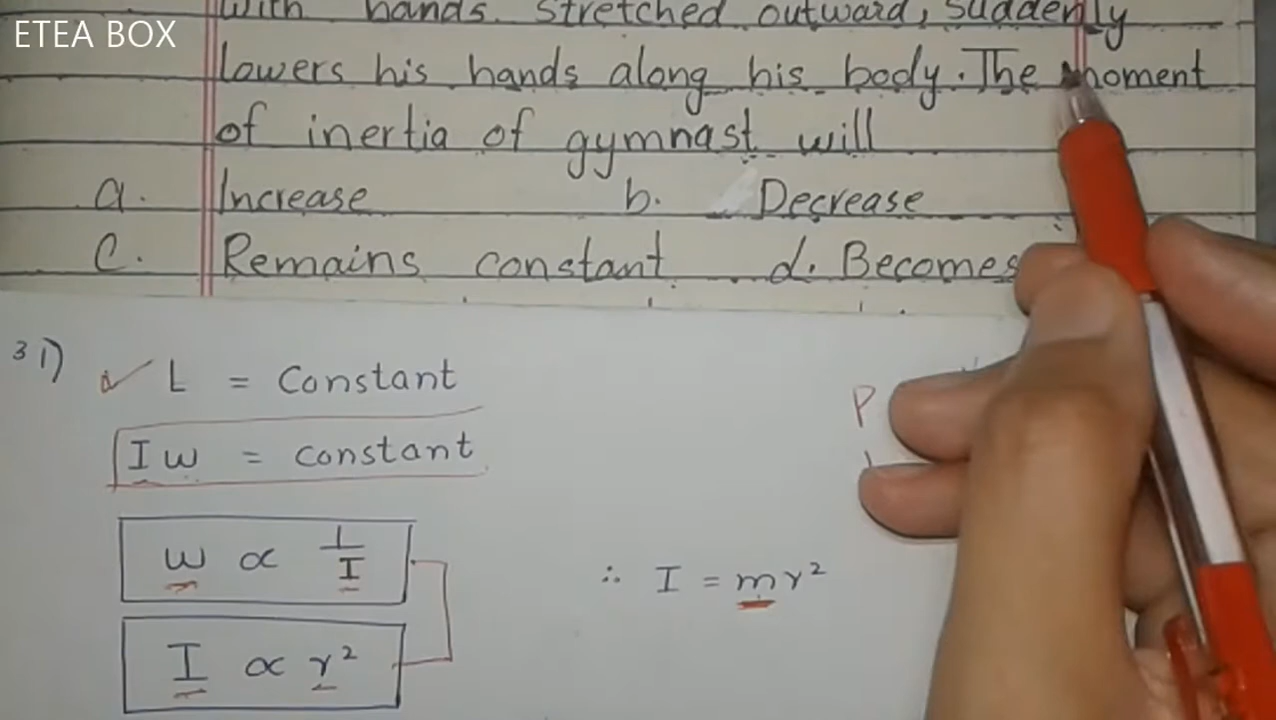 With hands stretched outward, suddenly
ETEA BOX
lowers his hands along his body. The moment
of inertia of gymnast will
a. Increase b. Decrease
c. Remains constant d. Becomes
31) L = Constant
P
Iω = constant
ω ∝ 1/I
∴ I = mr²
I ∝ r²